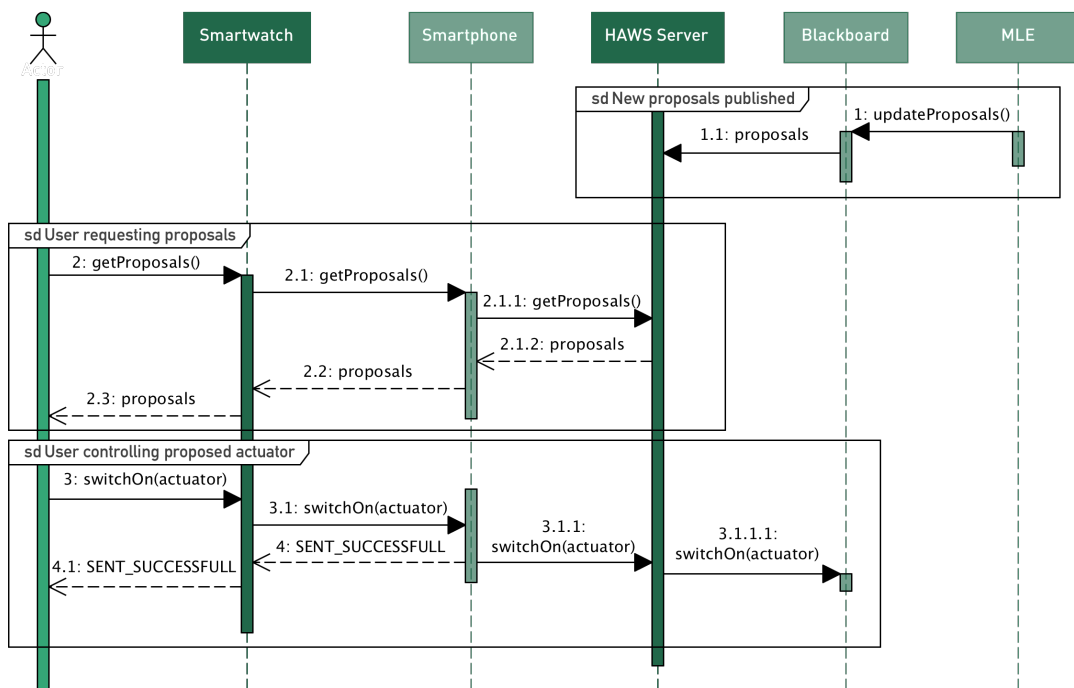 Actor
Smartwatch
Smartphone
HAWS Server
Blackboard
MLE
sd New proposals published
1: updateProposals()
1.1: proposals
sd User requesting proposals
2: getProposals()
2.1: getProposals()
2.1.1: getProposals()
2.1.2: proposals
2.2: proposals
2.3: proposals
sd User controlling proposed actuator
3: switchOn(actuator)
3.1: switchOn(actuator)
3.1.1:
switchOn(actuator)
3.1.1.1:
switchOn(actuator)
4: SENT_SUCCESSFULL
4.1: SENT_SUCCESSFULL